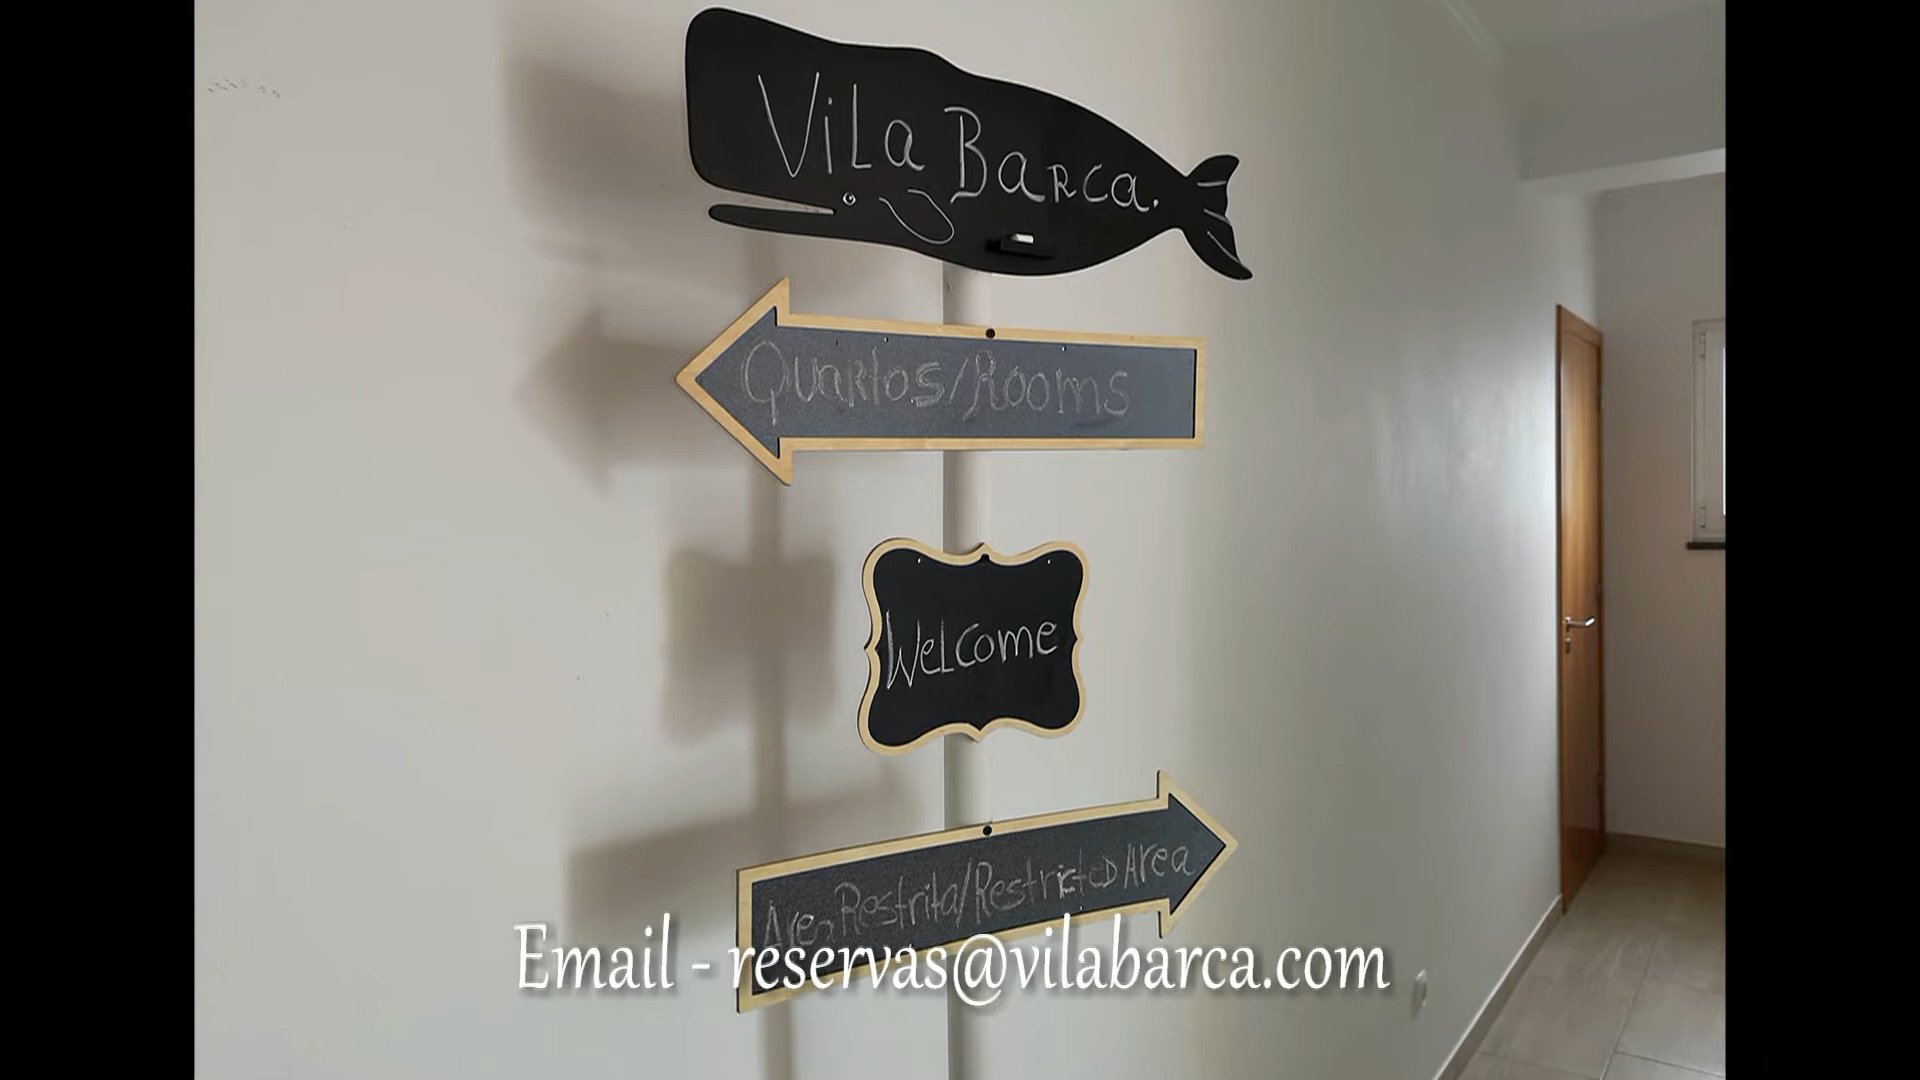 Vila Barca.
Quartos/Rooms
Welcome
Area Restrita/Restricted Area
Email - reservas@vilabarca.com